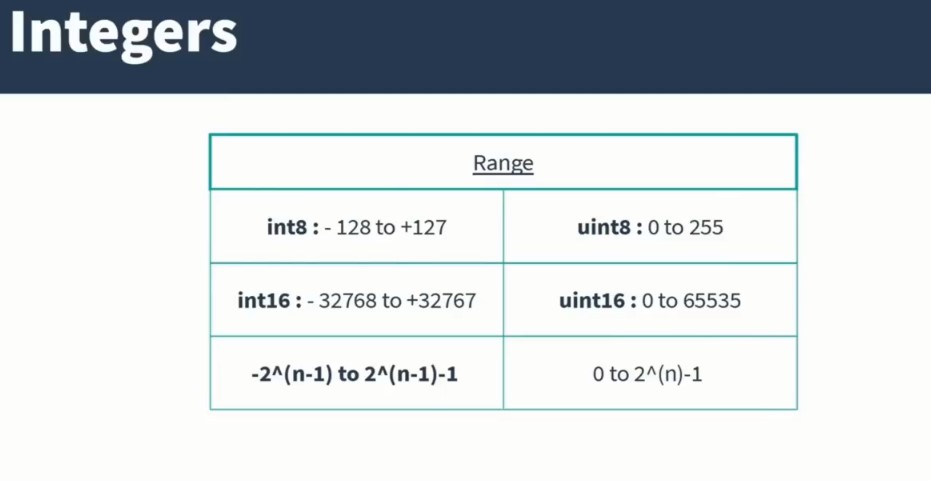 Integers
Range
int8 : - 128 to +127
uint8 : 0 to 255
int16 : - 32768 to +32767
uint16 : 0 to 65535
-2^(n-1) to 2^(n-1)-1
0 to 2^(n)-1